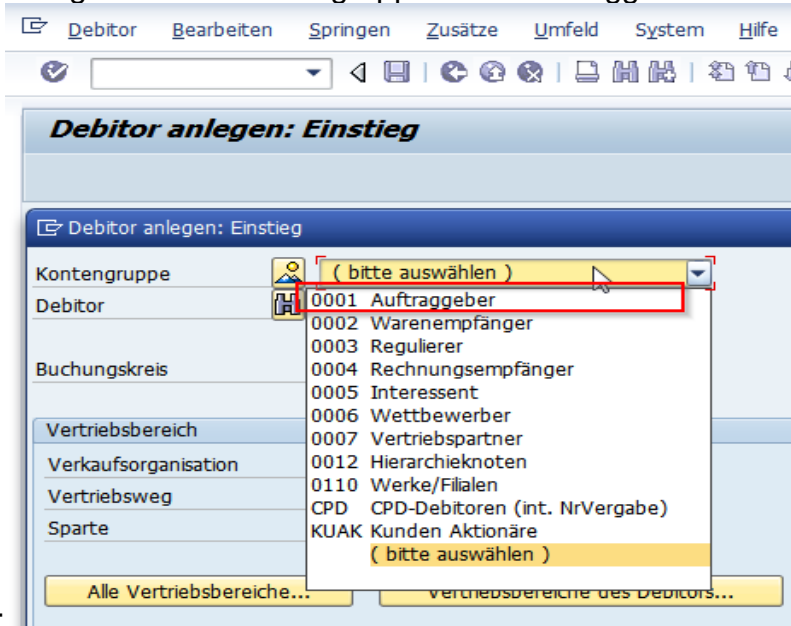 Debitor Bearbeiten Springen Zusätze Umfeld System Hilfe
Debitor anlegen: Einstieg
Debitor anlegen: Einstieg
Kontengruppe ( bitte auswählen )
Debitor
0001 Auftraggeber
0002 Warenempfänger
0003 Regulierer
Buchungskreis
0004 Rechnungsempfänger
0005 Interessent
0006 Wettbewerber
Vertriebsbereich
0007 Vertriebspartner
Verkaufsorganisation
0012 Hierarchieknoten
0110 Werke/Filialen
Vertriebsweg
CPD CPD-Debitoren (int. NrVergabe)
Sparte
KUAK Kunden Aktionäre
( bitte auswählen )
Alle Vertriebsbereiche... Vertriebsbereiche des Debitors...